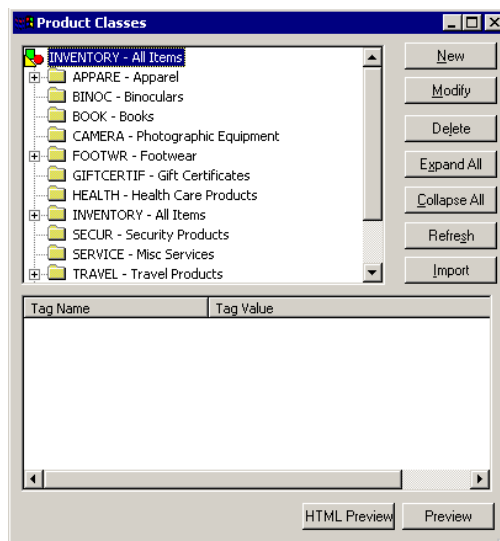 Product Classes
INVENTORY - All Items
APPARE - Apparel
BINOC - Binoculars
BOOK - Books
CAMERA - Photographic Equipment
FOOTWR - Footwear
GIFTCERTIF - Gift Certificates
HEALTH - Health Care Products
INVENTORY - All Items
SECUR - Security Products
SERVICE - Misc Services
TRAVEL - Travel Products
New
Modify
Delete
Expand All
Collapse All
Refresh
Import
Tag Name Tag Value
HTML Preview Preview